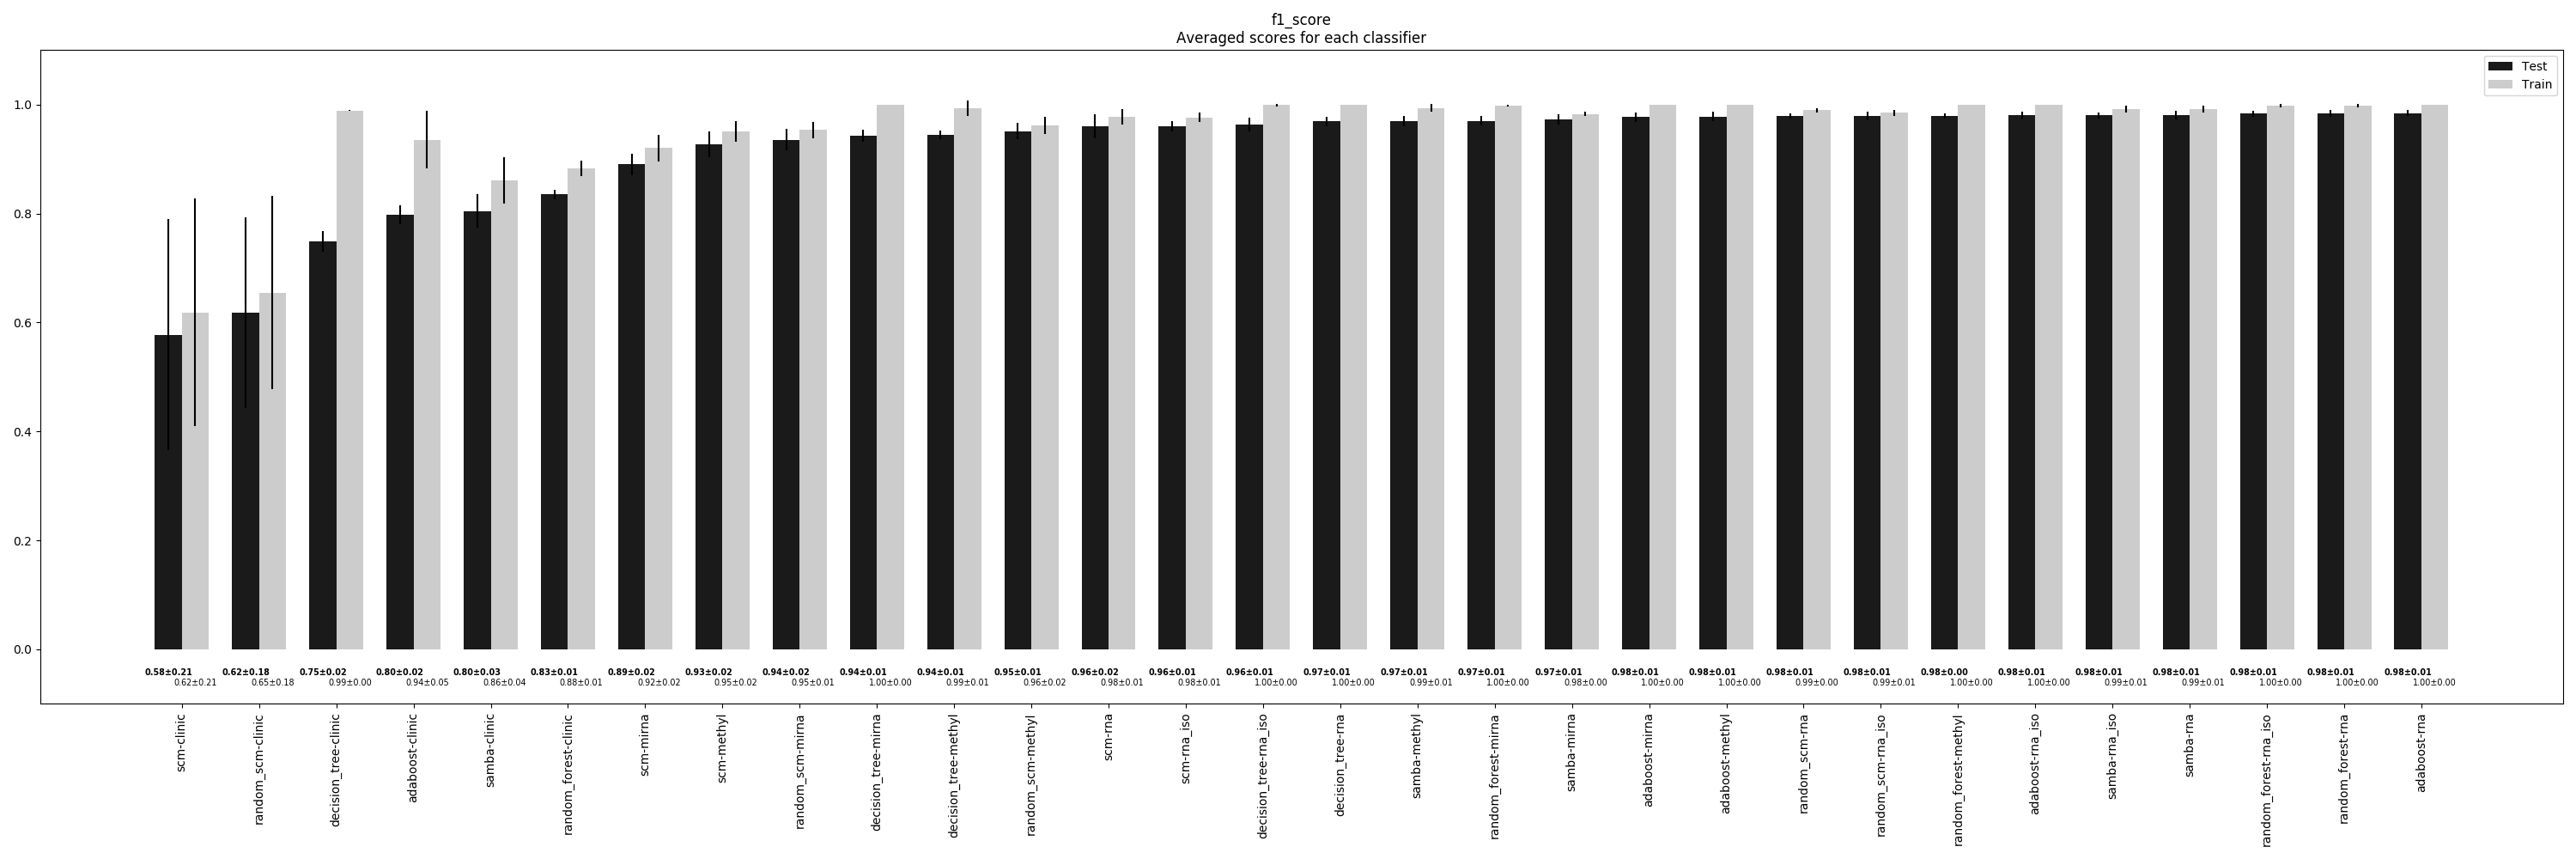 f1_score
Averaged scores for each classifier
Test
Train
1.0
0.8
0.6
0.4
0.2
0.0
0.58±0.21 0.62±0.18 0.75±0.02 0.80±0.02 0.80±0.03 0.83±0.01 0.89±0.02 0.93±0.02 0.94±0.02 0.94±0.01 0.94±0.01 0.95±0.01 0.96±0.02 0.96±0.01 0.96±0.01 0.97±0.01 0.97±0.01 0.97±0.01 0.97±0.01 0.98±0.01 0.98±0.01 0.98±0.01 0.98±0.01 0.98±0.00 0.98±0.01 0.98±0.01 0.98±0.01 0.98±0.01 0.98±0.01 0.98±0.01
0.62±0.21 0.65±0.18 0.99±0.00 0.94±0.05 0.86±0.04 0.88±0.01 0.92±0.02 0.95±0.02 0.95±0.01 1.00±0.00 0.99±0.01 0.96±0.02 0.98±0.01 0.98±0.01 1.00±0.00 1.00±0.00 0.99±0.01 1.00±0.00 0.98±0.00 1.00±0.00 1.00±0.00 0.99±0.00 0.99±0.01 1.00±0.00 1.00±0.00 0.99±0.01 0.99±0.01 1.00±0.00 1.00±0.00 1.00±0.00
scm-clinic
random_scm-clinic
decision_tree-clinic
adaboost-clinic
samba-clinic
random_forest-clinic
scm-mirna
scm-methyl
random_scm-mirna
decision_tree-mirna
decision_tree-methyl
random_scm-methyl
scm-rna
scm-rna_iso
decision_tree-rna_iso
decision_tree-rna
samba-methyl
random_forest-mirna
samba-mirna
adaboost-mirna
adaboost-methyl
random_scm-rna
random_scm-rna_iso
random_forest-methyl
adaboost-rna_iso
samba-rna_iso
samba-rna
random_forest-rna_iso
random_forest-rna
adaboost-rna